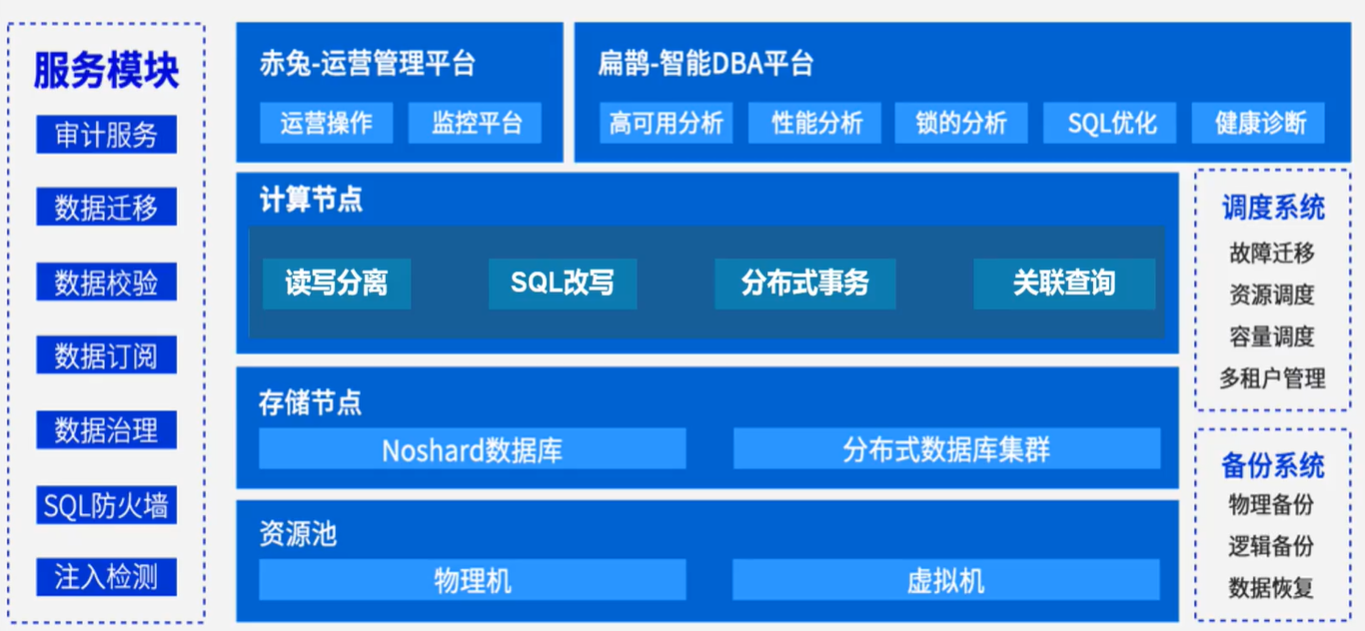 服务模块
审计服务
数据迁移
数据校验
数据订阅
数据治理
SQL防火墙
注入检测
赤兔-运营管理平台
运营操作
监控平台
扁鹊-智能DBA平台
高可用分析
性能分析
锁的分析
SQL优化
健康诊断
计算节点
读写分离
SQL改写
分布式事务
关联查询
存储节点
Noshard数据库
分布式数据库集群
资源池
物理机
虚拟机
调度系统
故障迁移
资源调度
容量调度
多租户管理
备份系统
物理备份
逻辑备份
数据恢复